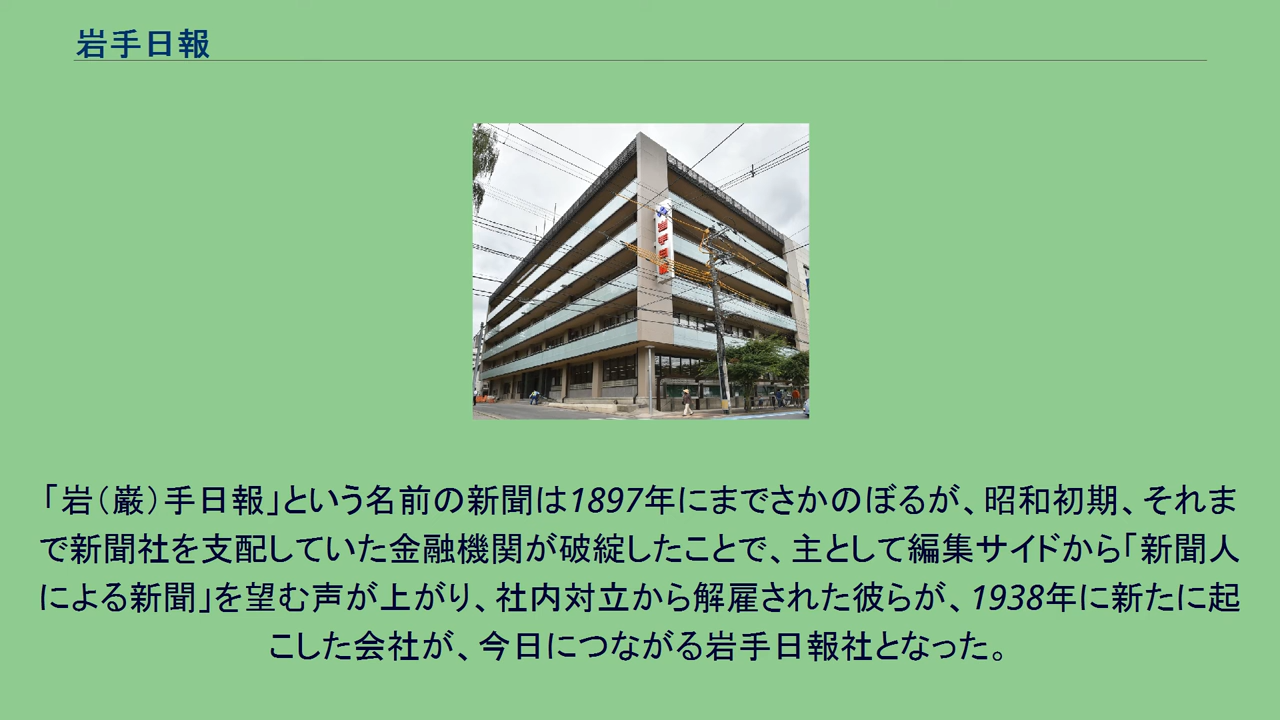 岩手日報
岩手日報
「岩（巌）手日報」という名前の新聞は1897年にまでさかのぼるが、昭和初期、それま
で新聞社を支配していた金融機関が破綻したことで、主として編集サイドから「新聞人
による新聞」を望む声が上がり、社内対立から解雇された彼らが、1938年に新たに起
こした会社が、今日につながる岩手日報社となった。